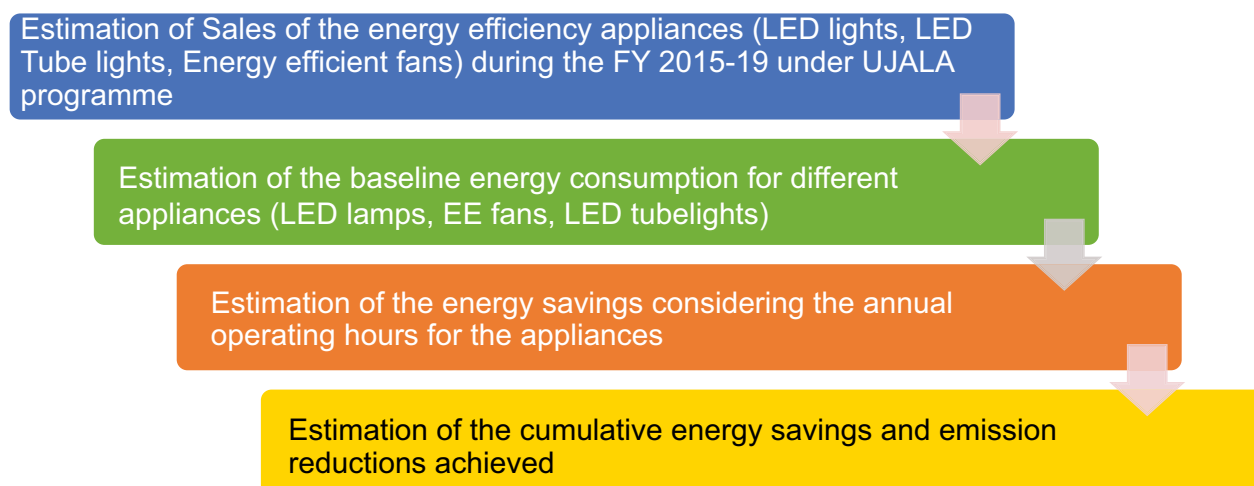 Estimation of Sales of the energy efficiency appliances (LED lights, LED
Tube lights, Energy efficient fans) during the FY 2015-19 under UJALA
programme
Estimation of the baseline energy consumption for different
appliances (LED lamps, EE fans, LED tubelights)
Estimation of the energy savings considering the annual
operating hours for the appliances
Estimation of the cumulative energy savings and emission
reductions achieved